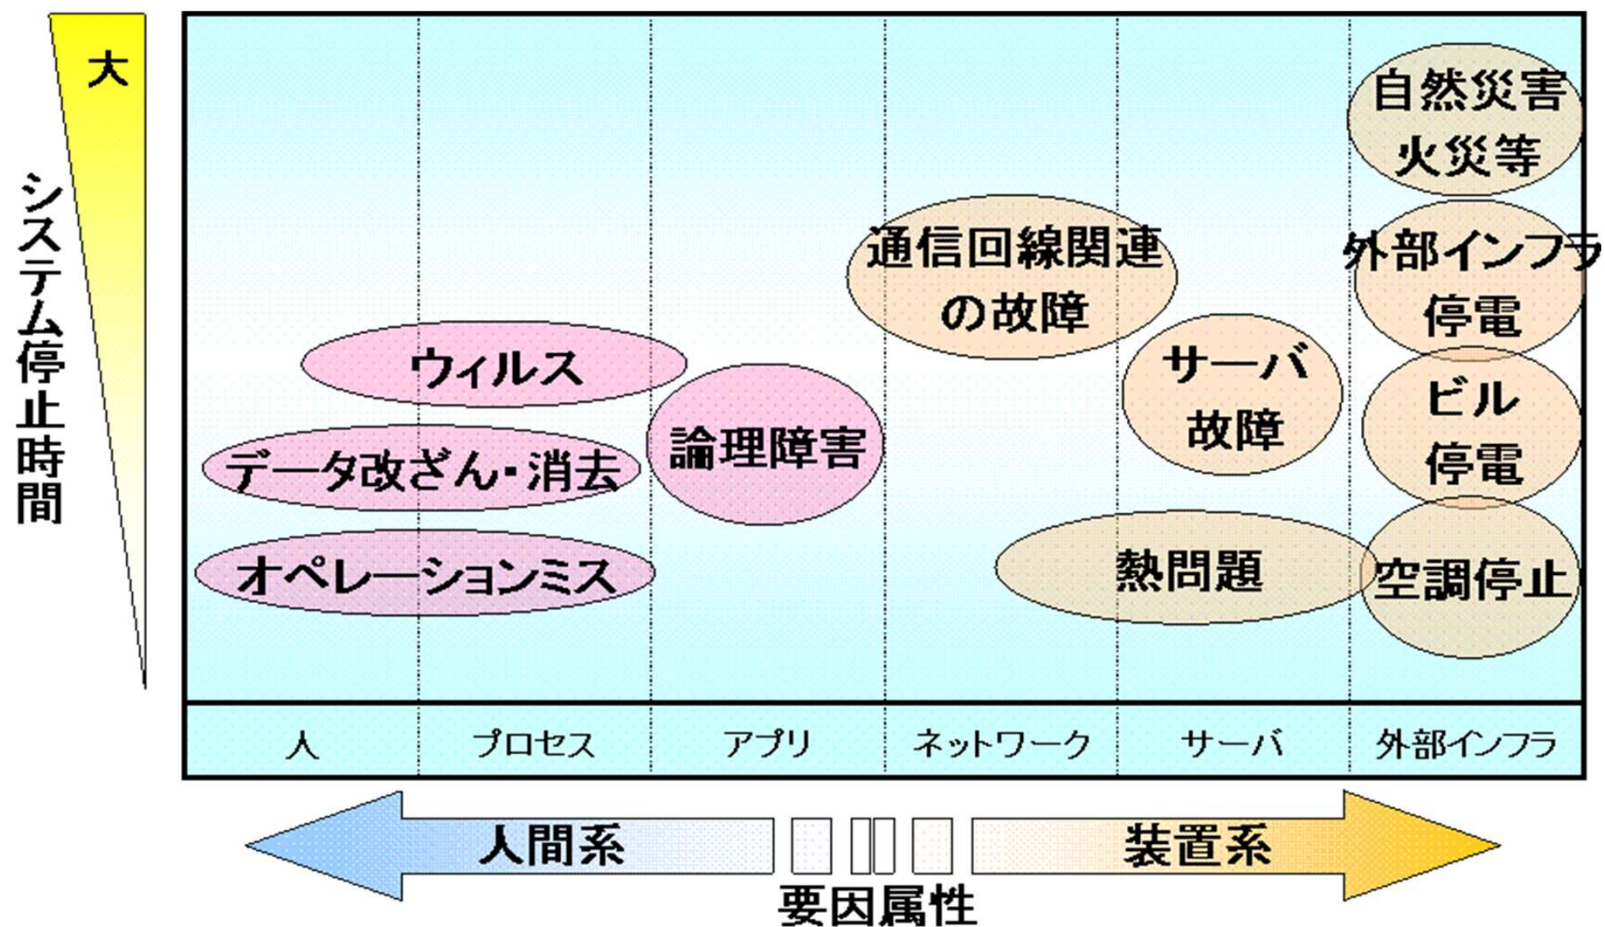 大
システム停止時間
自然災害
火災等
通信回線関連
の故障
外部インフラ
停電
ウィルス
サーバ
故障
ビル
停電
論理障害
データ改ざん・消去
オペレーションミス
熱問題
空調停止
人
プロセス
アプリ
ネットワーク
サーバ
外部インフラ
人間系
装置系
要因属性